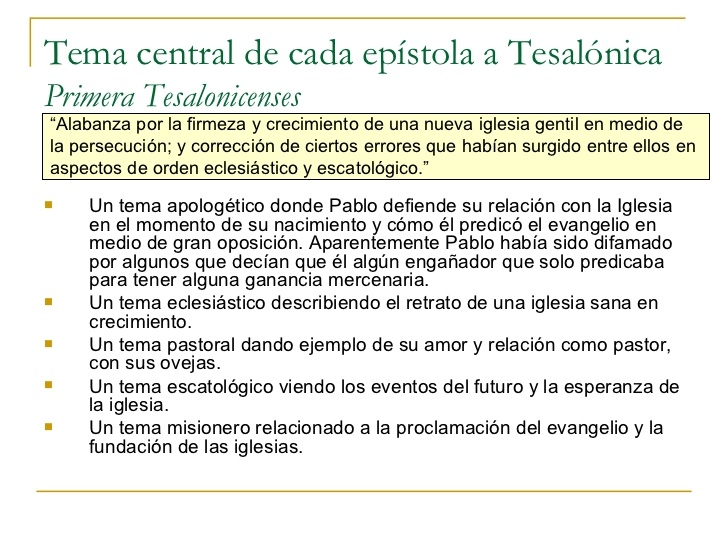 Tema central de cada epístola a Tesalónica
Primera Tesalonicenses
“Alabanza por la firmeza y crecimiento de una nueva iglesia gentil en medio de
la persecución; y corrección de ciertos errores que habían surgido entre ellos en
aspectos de orden eclesiástico y escatológico.”
Un tema apologético donde Pablo defiende su relación con la Iglesia
en el momento de su nacimiento y cómo él predicó el evangelio en
medio de gran oposición. Aparentemente Pablo había sido difamado
por algunos que decían que él algún engañador que solo predicaba
para tener alguna ganancia mercenaria.
Un tema eclesiástico describiendo el retrato de una iglesia sana en
crecimiento.
Un tema pastoral dando ejemplo de su amor y relación como pastor,
con sus ovejas.
Un tema escatológico viendo los eventos del futuro y la esperanza de
la iglesia.
Un tema misionero relacionado a la proclamación del evangelio y la
fundación de las iglesias.